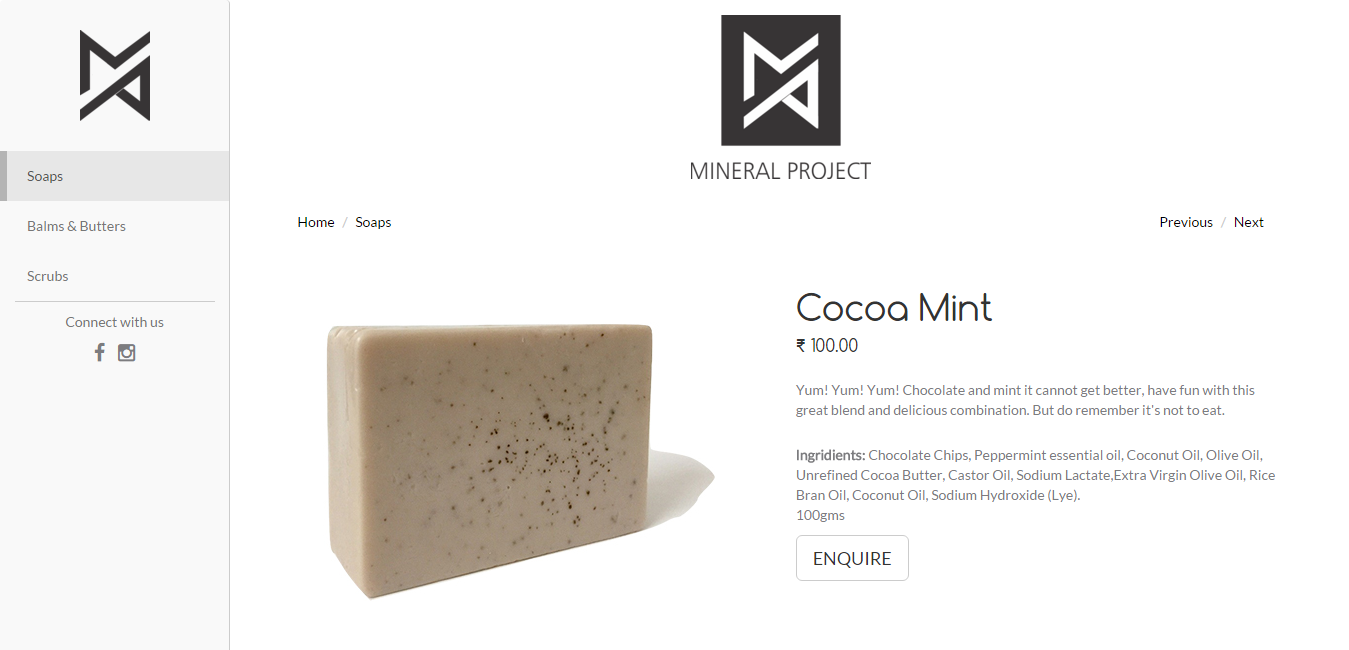 Soaps
Balms & Butters
Scrubs
Connect with us
MINERAL PROJECT
Home / Soaps
Previous / Next
Cocoa Mint
₹ 100.00
Yum! Yum! Yum! Chocolate and mint it cannot get better, have fun with this
great blend and delicious combination. But do remember it's not to eat.
Ingridients: Chocolate Chips, Peppermint essential oil, Coconut Oil, Olive Oil,
Unrefined Cocoa Butter, Castor Oil, Sodium Lactate,Extra Virgin Olive Oil, Rice
Bran Oil, Coconut Oil, Sodium Hydroxide (Lye).
100gms
ENQUIRE